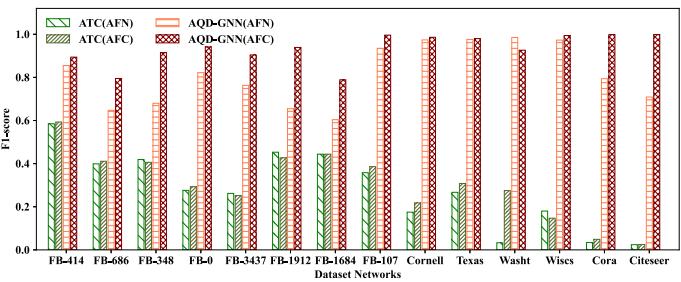 ATC(AFN) AQD-GNN(AFN)
ATC(AFC) AQD-GNN(AFC)
F1-score
1.0
0.8
0.6
0.4
0.2
0.0
FB-414 FB-686 FB-348 FB-0 FB-3437 FB-1912 FB-1684 FB-107 Cornell Texas Washt Wiscs Cora Citeseer
Dataset Networks